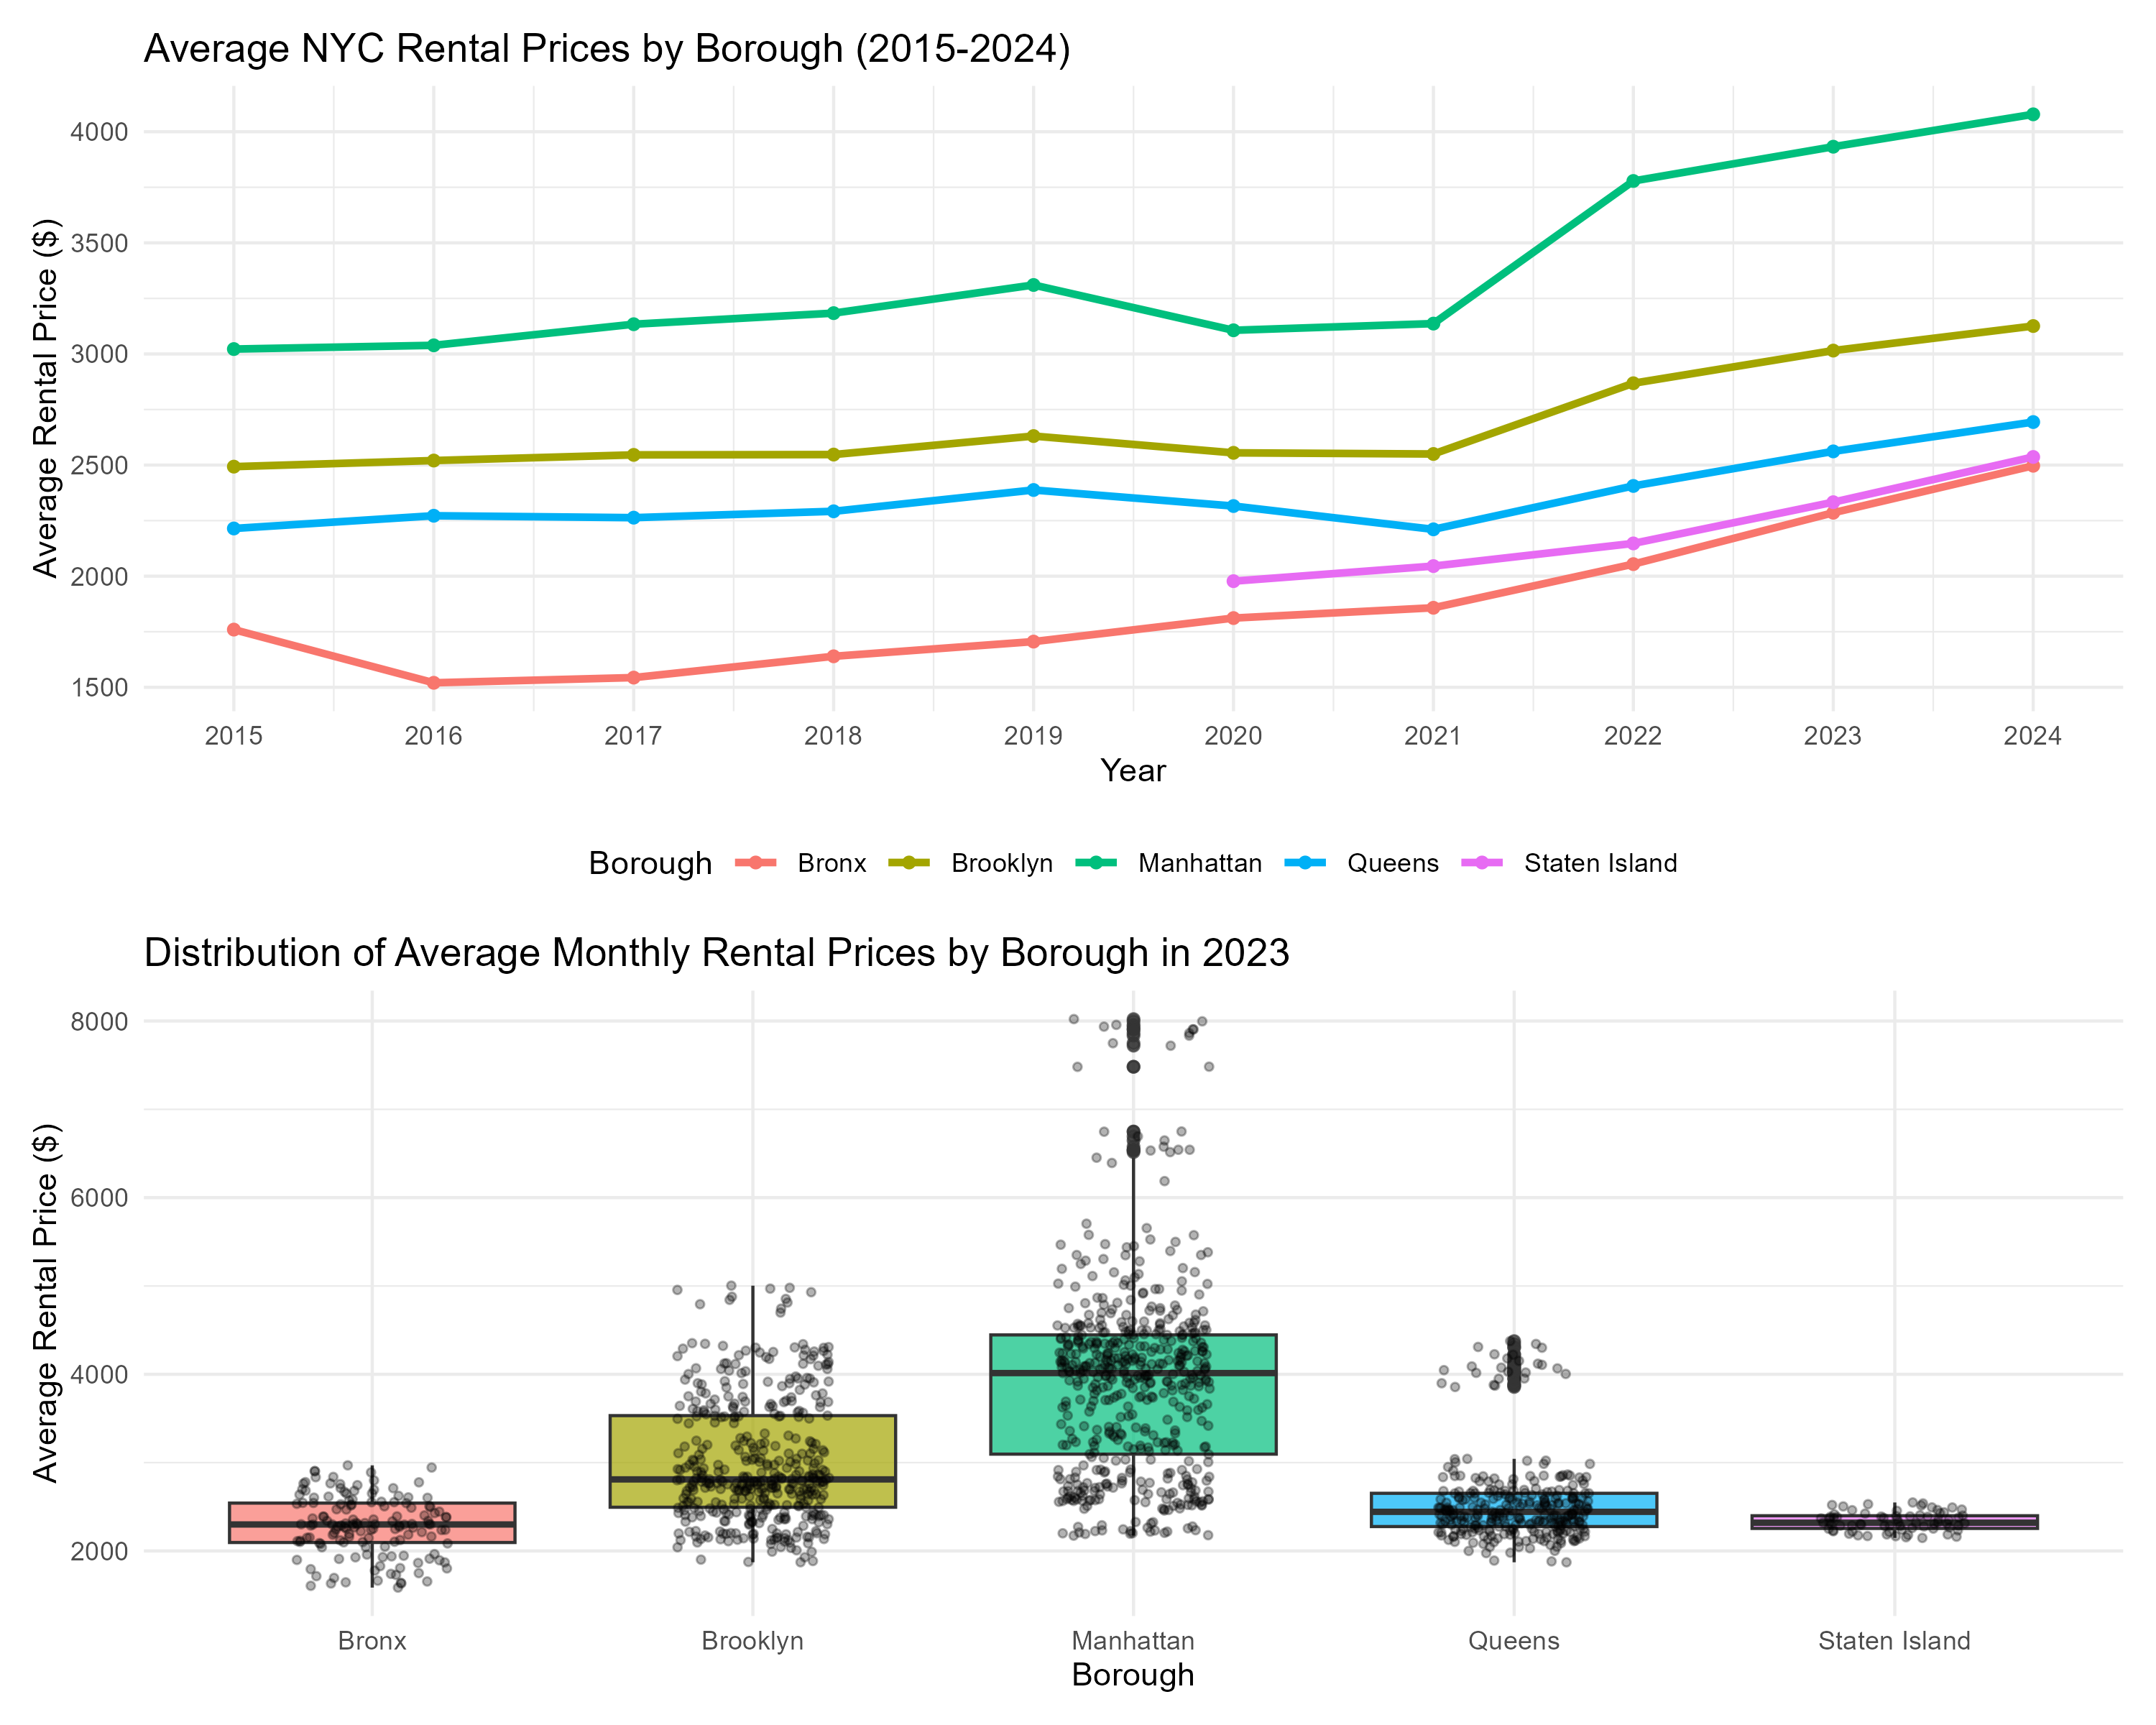 Average NYC Rental Prices by Borough (2015-2024)
Average Rental Price ($)
4000
3500
3000
2500
2000
1500
2015 2016 2017 2018 2019 2020 2021 2022 2023 2024
Year
Borough Bronx Brooklyn Manhattan Queens Staten Island
Distribution of Average Monthly Rental Prices by Borough in 2023
Average Rental Price ($)
8000
6000
4000
2000
Bronx Brooklyn Manhattan Queens Staten Island
Borough